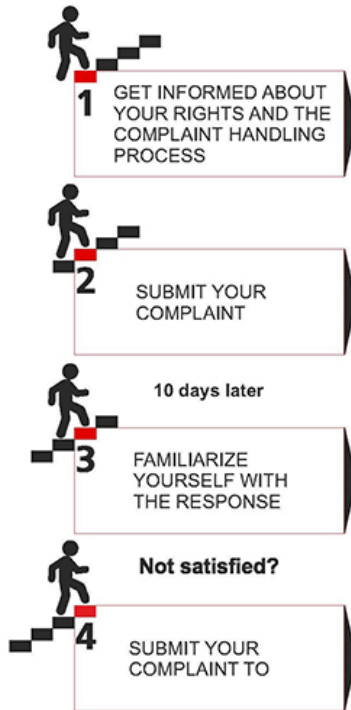 1
GET INFORMED ABOUT
YOUR RIGHTS AND THE
COMPLAINT HANDLING
PROCESS
2
SUBMIT YOUR
COMPLAINT
10 days later
3
FAMILIARIZE
YOURSELF WITH
THE RESPONSE
Not satisfied?
4
SUBMIT YOUR
COMPLAINT TO